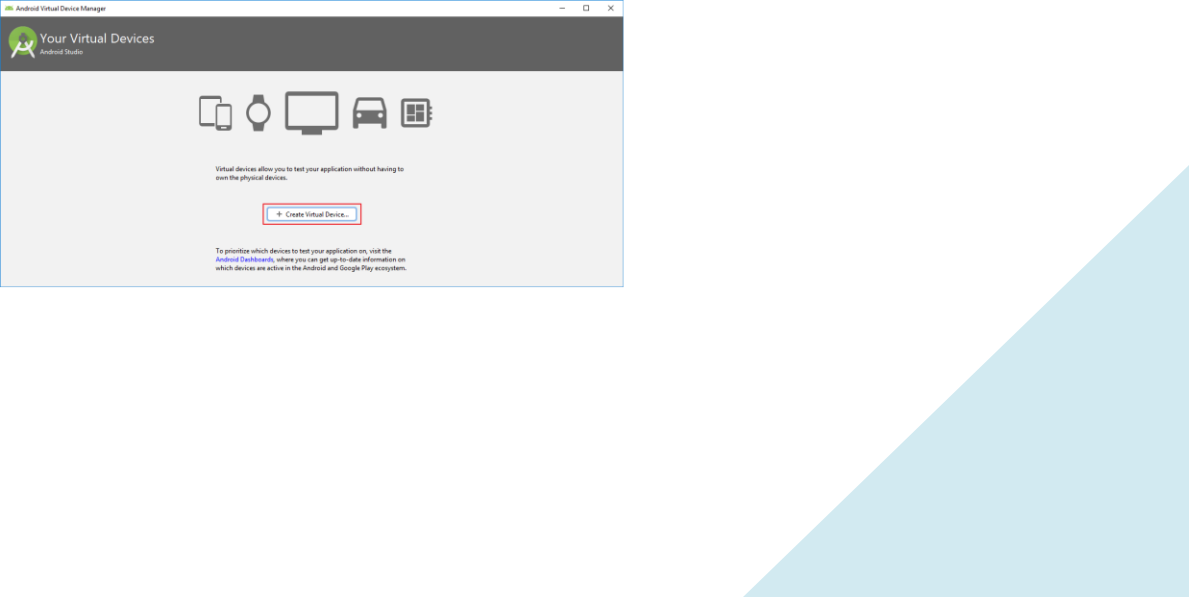 Android Virtual Device Manager
Your Virtual Devices
Android Studio
Virtual devices allow you to test your application without having to
own the physical devices.
+ Create Virtual Device...
To prioritize which devices to test your application on, visit the
Android Dashboards, where you can get up-to-date information on
which devices are active in the Android and Google Play ecosystem.